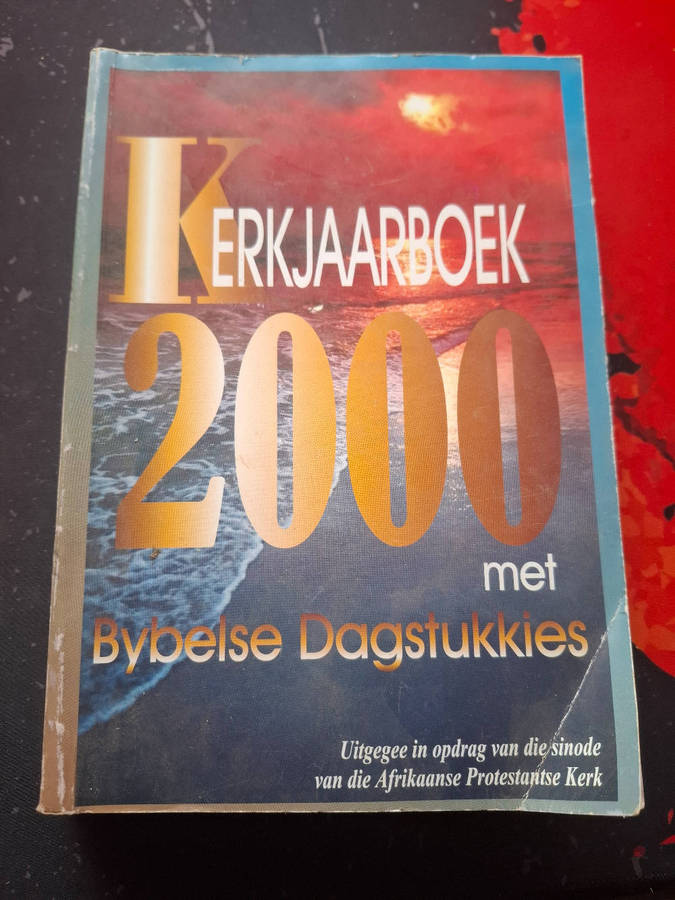 KERKJAARBOEK
2000
met
Bybelse Dagstukkies
Uitgegee in opdrag van die sinode
van die Afrikaanse Protestantse Kerk